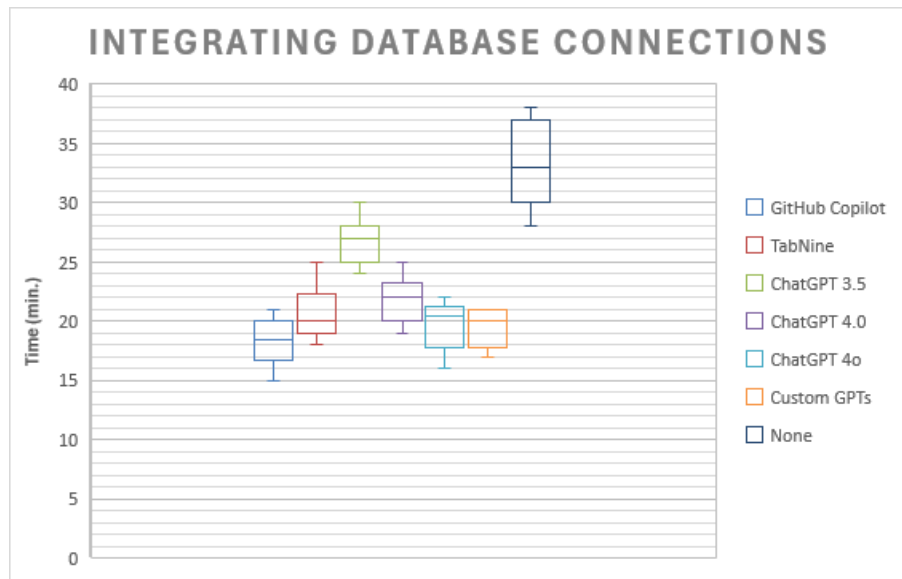 INTEGRATING DATABASE CONNECTIONS
40
35
30
25
20
15
10
5
0
Time (min.)
GitHub Copilot
TabNine
ChatGPT 3.5
ChatGPT 4.0
ChatGPT 4o
Custom GPTs
None